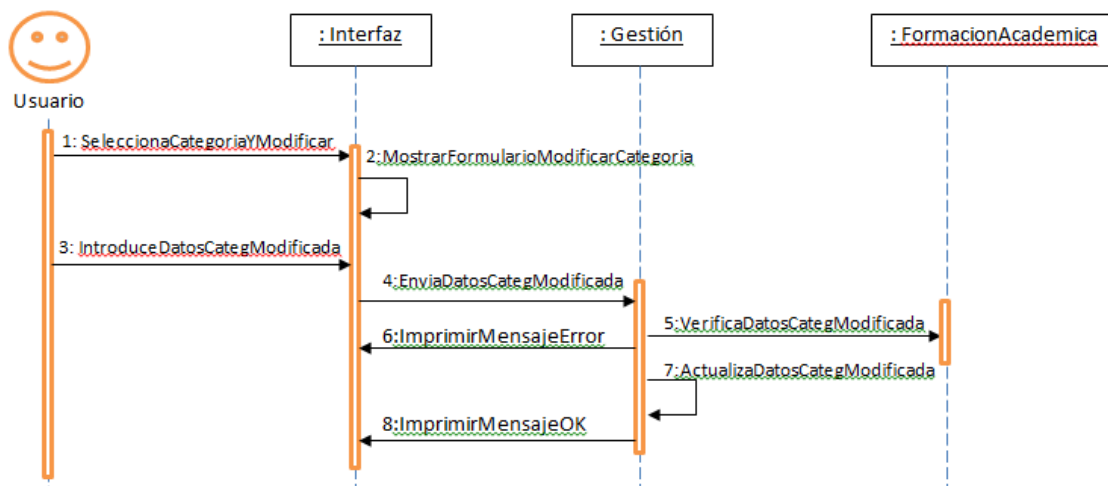 : Interfaz
: Gestión
: FormacionAcademica
Usuario
1: SeleccionaCategoriaYModificar
2:MostrarFormularioModificarCategoria
3: IntroduceDatosCategModificada
4:EnviaDatosCategModificada
5:VerificaDatosCategModificada
6:ImprimirMensajeError
7:ActualizaDatosCategModificada
8:ImprimirMensajeOK